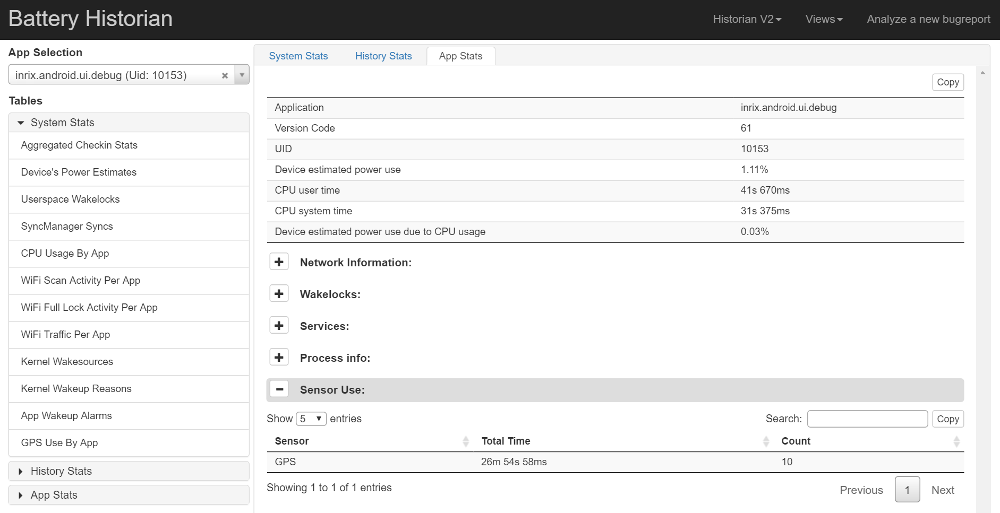 Battery Historian
Historian V2 Views Analyze a new bugreport
App Selection
inrix.android.ui.debug (Uid: 10153)
Tables
System Stats
Aggregated Checkin Stats
Device's Power Estimates
Userspace Wakelocks
SyncManager Syncs
CPU Usage By App
WiFi Scan Activity Per App
WiFi Full Lock Activity Per App
WiFi Traffic Per App
Kernel Wakesources
Kernel Wakeup Reasons
App Wakeup Alarms
GPS Use By App
History Stats
App Stats
System Stats History Stats App Stats
Copy
Application inrix.android.ui.debug
Version Code 61
UID 10153
Device estimated power use 1.11%
CPU user time 41s 670ms
CPU system time 31s 375ms
Device estimated power use due to CPU usage 0.03%
Network Information:
Wakelocks:
Services:
Process info:
Sensor Use:
Show 5 entries Search: Copy
Sensor Total Time Count
GPS 26m 54s 58ms 10
Showing 1 to 1 of 1 entries Previous 1 Next